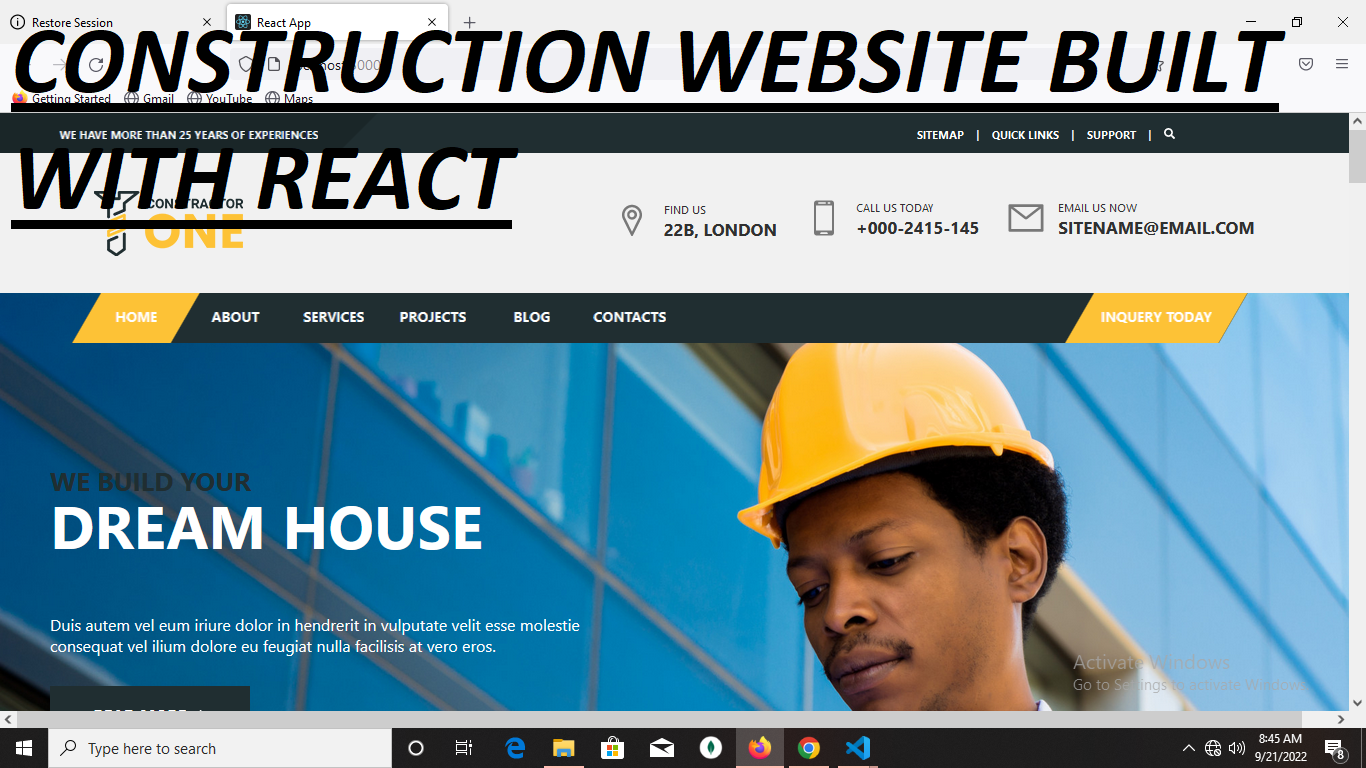 Restore Session
React App
CONSTRUCTION WEBSITE BUILT
Getting Started Gmail YouTube Maps
WE HAVE MORE THAN 25 YEARS OF EXPERIENCES
SITEMAP | QUICK LINKS | SUPPORT |
WITH REACT
ONE
FIND US
22B, LONDON
CALL US TODAY
+000-2415-145
EMAIL US NOW
SITENAME@EMAIL.COM
HOME ABOUT SERVICES PROJECTS BLOG CONTACTS INQUERY TODAY
WE BUILD YOUR
DREAM HOUSE
Duis autem vel eum iriure dolor in hendrerit in vulputate velit esse molestie
consequat vel ilium dolore eu feugiat nulla facilisis at vero eros.
Activate Windows
Go to Settings to activate Windows.
Type here to search
8:45 AM
9/21/2022
8